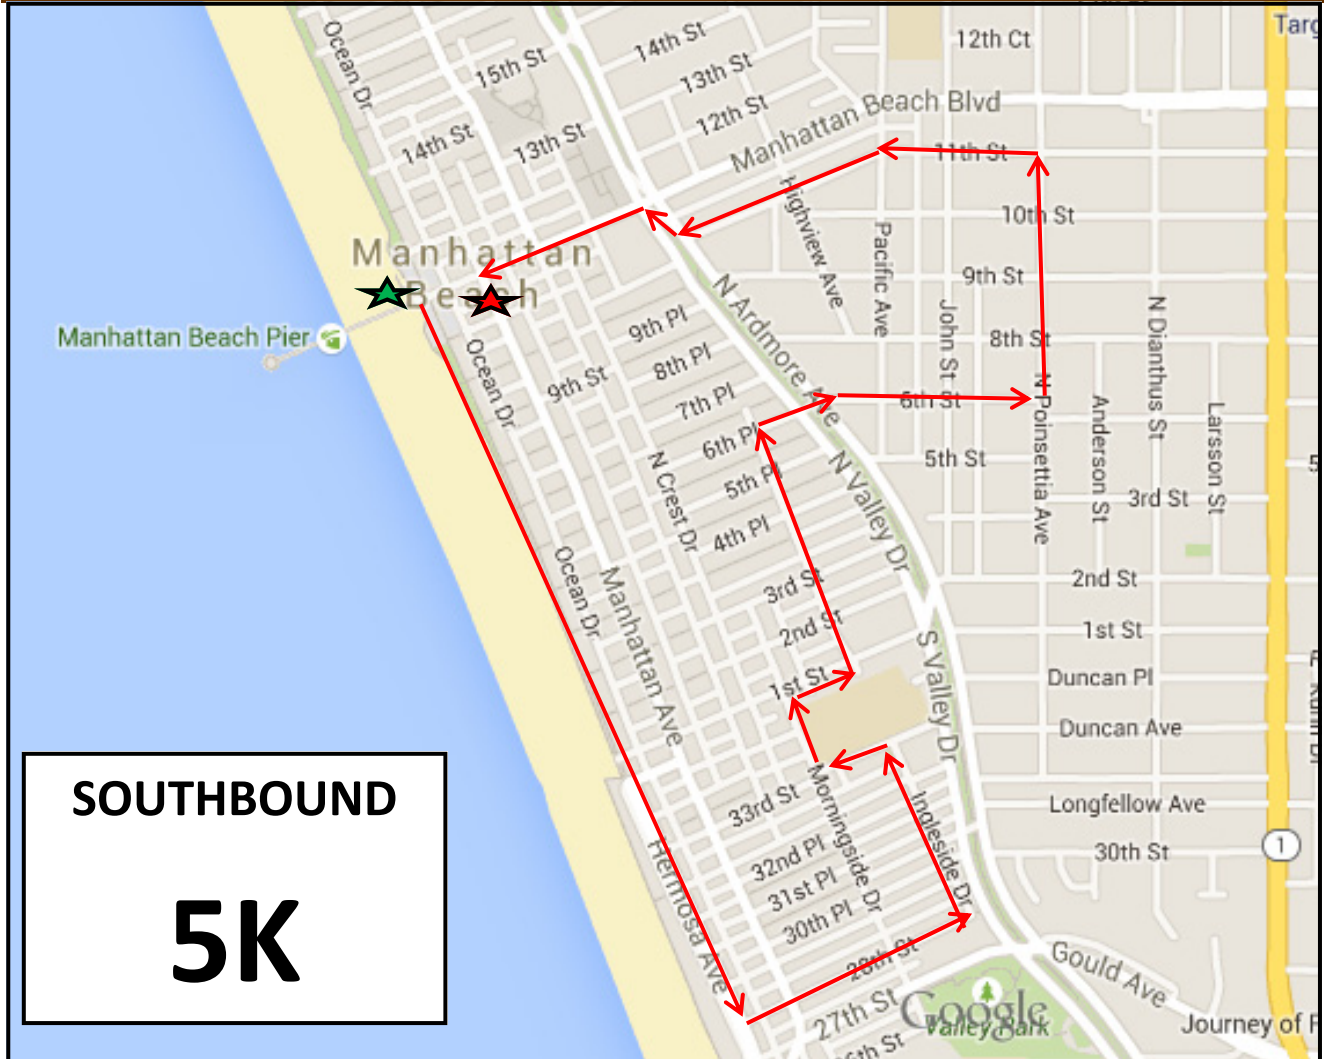 Ocean Dr
15th St
14th St
12th Ct
13th St
12th St
Manhattan Beach Blvd
14th St
13th St
11th St
10th St
Highview Ave
Pacific Ave
Manhattan
Beach
9th St
N Ardmore Ave
John St
N Dianthus St
Manhattan Beach Pier
9th Pl
8th St
8th Pl
Ocean Dr
9th St
7th Pl
6th St
N Poinsettia Ave
Anderson St
Larsson St
6th Pl
5th St
N Crest Dr
5th Pl
N Valley Dr
3rd St
4th Pl
Ocean Dr
Manhattan Ave
3rd St
2nd St
2nd St
1st St
S Valley Dr
1st St
Duncan Pl
Duncan Ave
SOUTHBOUND
5K
33rd St
Morningside Dr
Ingleside Dr
Longfellow Ave
1
30th St
Hermosa Ave
32nd Pl
31st Pl
30th Pl
28th St
Gould Ave
27th St
Google
Valley Park
Journey of